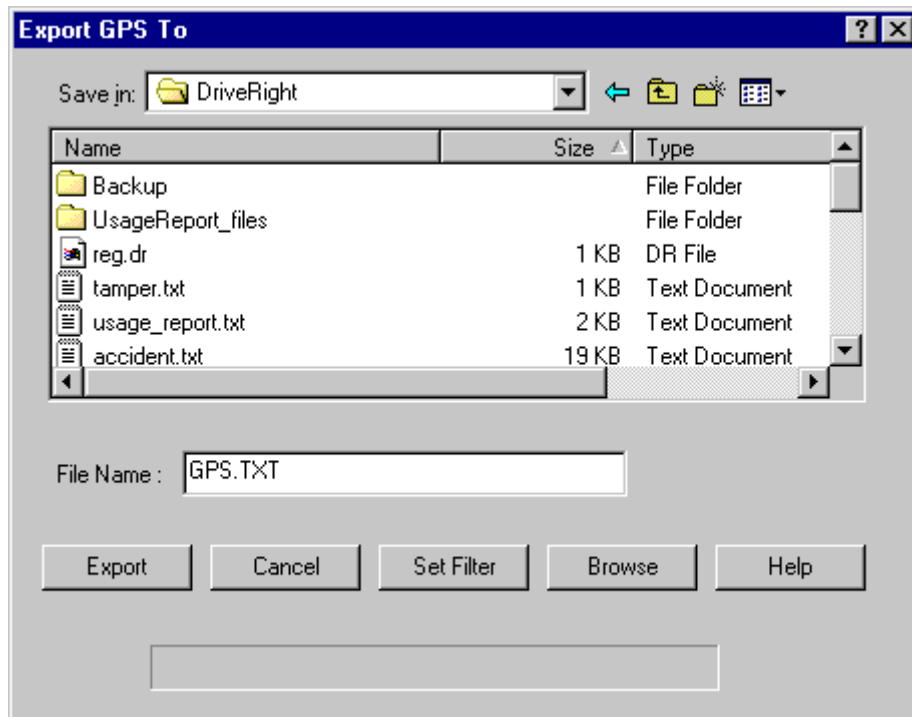 Export GPS To
Save in: DriveRight
Name Size Type
Backup File Folder
UsageReport_files File Folder
reg.dr 1 KB DR File
tamper.txt 1 KB Text Document
usage_report.txt 2 KB Text Document
accident.txt 19 KB Text Document
File Name : GPS.TXT
Export Cancel Set Filter Browse Help